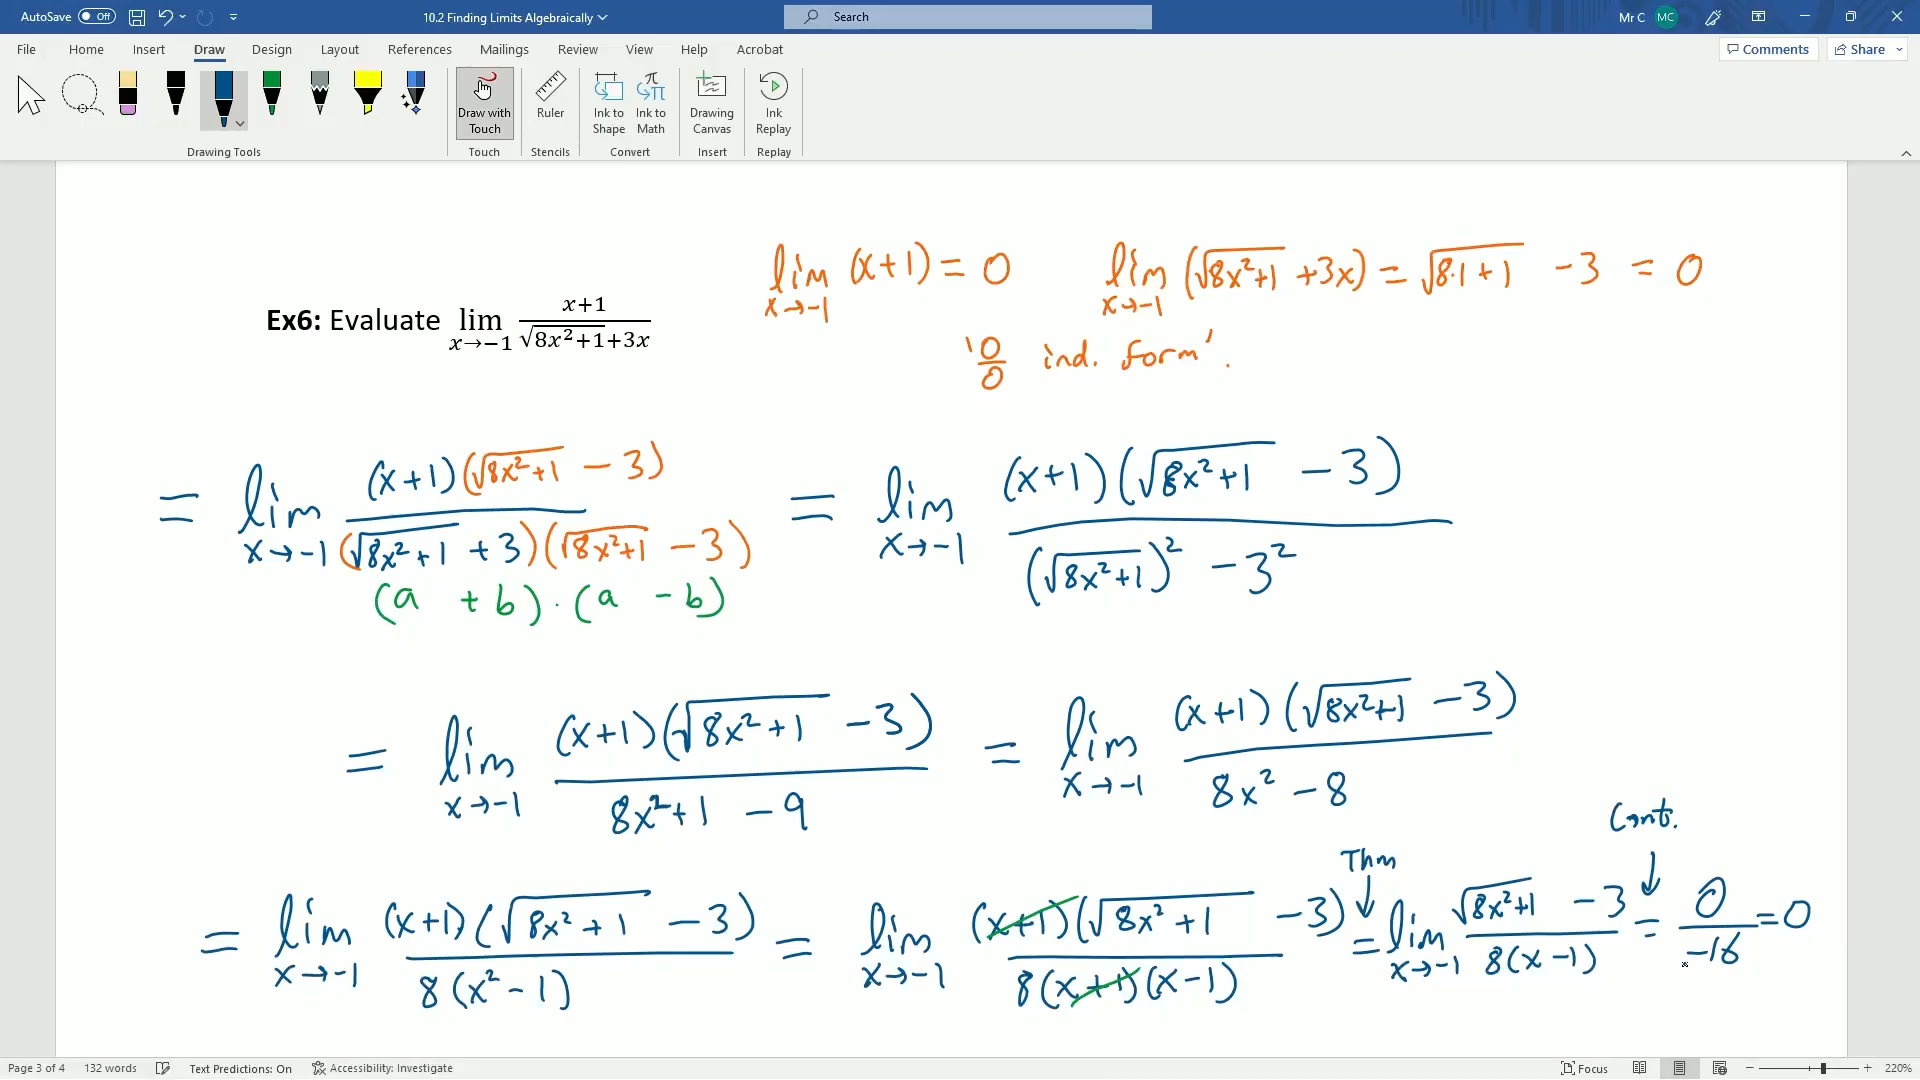 AutoSave Off 10.2 Finding Limits Algebraically Search Mr C MC
File Home Insert Draw Design Layout References Mailings Review View Help Acrobat Comments Share
Draw with Touch Ruler Ink to Shape Ink to Math Drawing Canvas Ink Replay
Drawing Tools Touch Stencils Convert Insert Replay
lim x→-1 (x+1) = 0 lim x→-1 (√(8x²+1) +3x) = √(8·1+1) -3 = 0
Ex6: Evaluate lim x→−1 (x+1)/(√(8x²+1)+3x)
'0/0 ind. form'.
= lim x→-1 (x+1)(√(8x²+1) -3)/((√(8x²+1) +3)(√(8x²+1) -3)) = lim x→-1 (x+1)(√(8x²+1) -3)/((√(8x²+1))² -3²)
(a +b)·(a -b)
= lim x→-1 (x+1)(√(8x²+1) -3)/(8x²+1 -9) = lim x→-1 (x+1)(√(8x²+1) -3)/(8x² -8)
Thm Cont.
= lim x→-1 (x+1)(√(8x²+1) -3)/(8(x²-1)) = lim x→-1 (x+1)(√(8x²+1) -3)/(8(x+1)(x-1)) = lim x→-1 (√(8x²+1) -3)/(8(x-1)) = 0/-16 = 0
Page 3 of 4 132 words Text Predictions: On Accessibility: Investigate Focus 220%